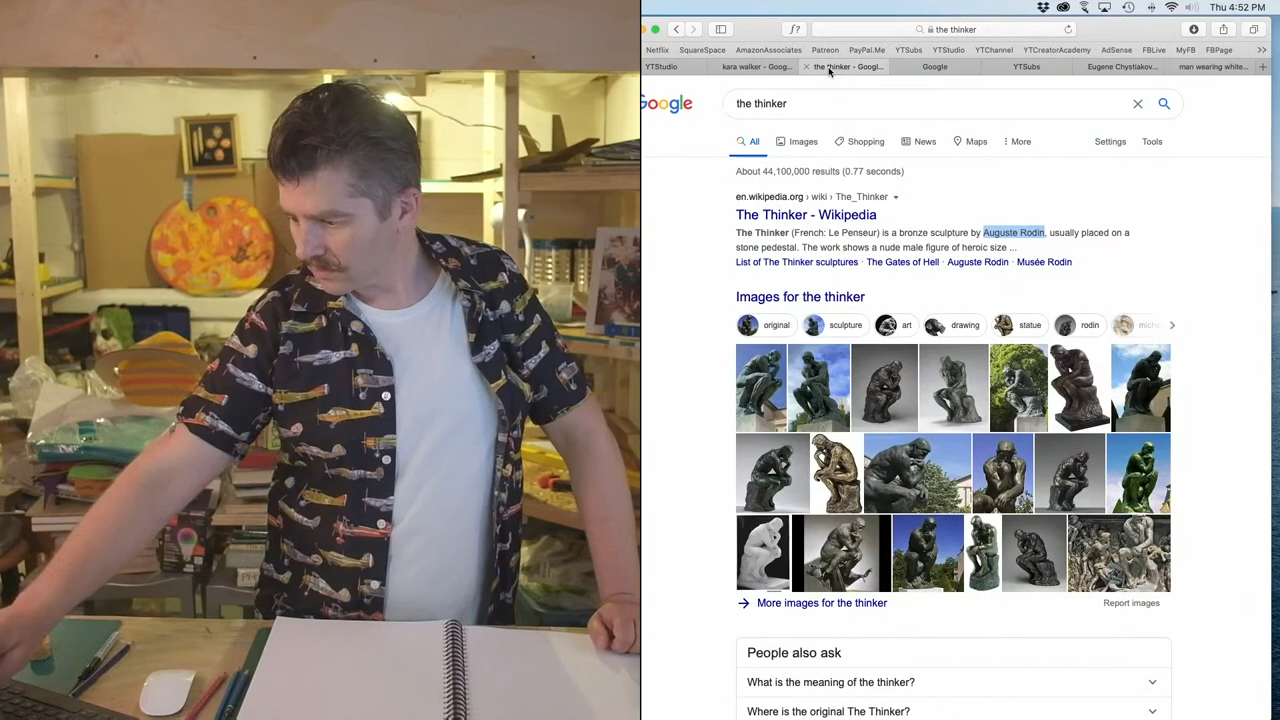 Thu 4:52 PM
f?
the thinker
Netflix SquareSpace AmazonAssociates Patreon PayPal.Me YTSubs YTStudio YTChannel YTCreatorAcademy AdSense FBLive MyFB FBPage
YTStudio kara walker - Goog... the thinker - Googl... Google YTSubs Eugene Chystiakov... man wearing white...
Google the thinker
All Images Shopping News Maps More Settings Tools
About 44,100,000 results (0.77 seconds)
en.wikipedia.org › wiki › The_Thinker
The Thinker - Wikipedia
The Thinker (French: Le Penseur) is a bronze sculpture by Auguste Rodin, usually placed on a
stone pedestal. The work shows a nude male figure of heroic size ...
List of The Thinker sculptures · The Gates of Hell · Auguste Rodin · Musée Rodin
Images for the thinker
original sculpture art drawing statue rodin
More images for the thinker Report images
People also ask
What is the meaning of the thinker?
Where is the original The Thinker?